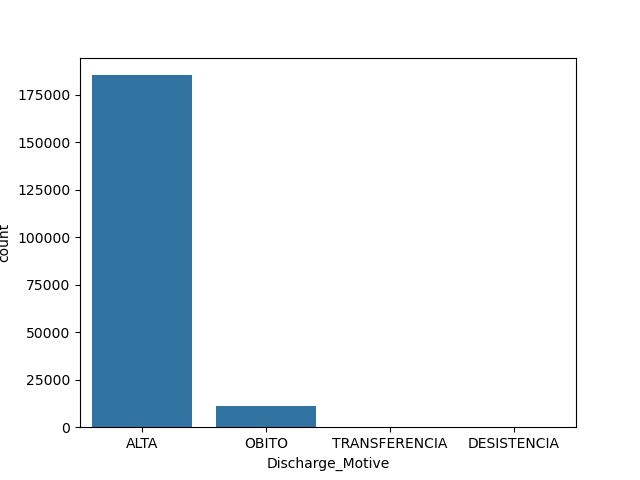 175000
150000
125000
100000
75000
50000
25000
0
count
ALTA OBITO TRANSFERENCIA DESISTENCIA
Discharge_Motive